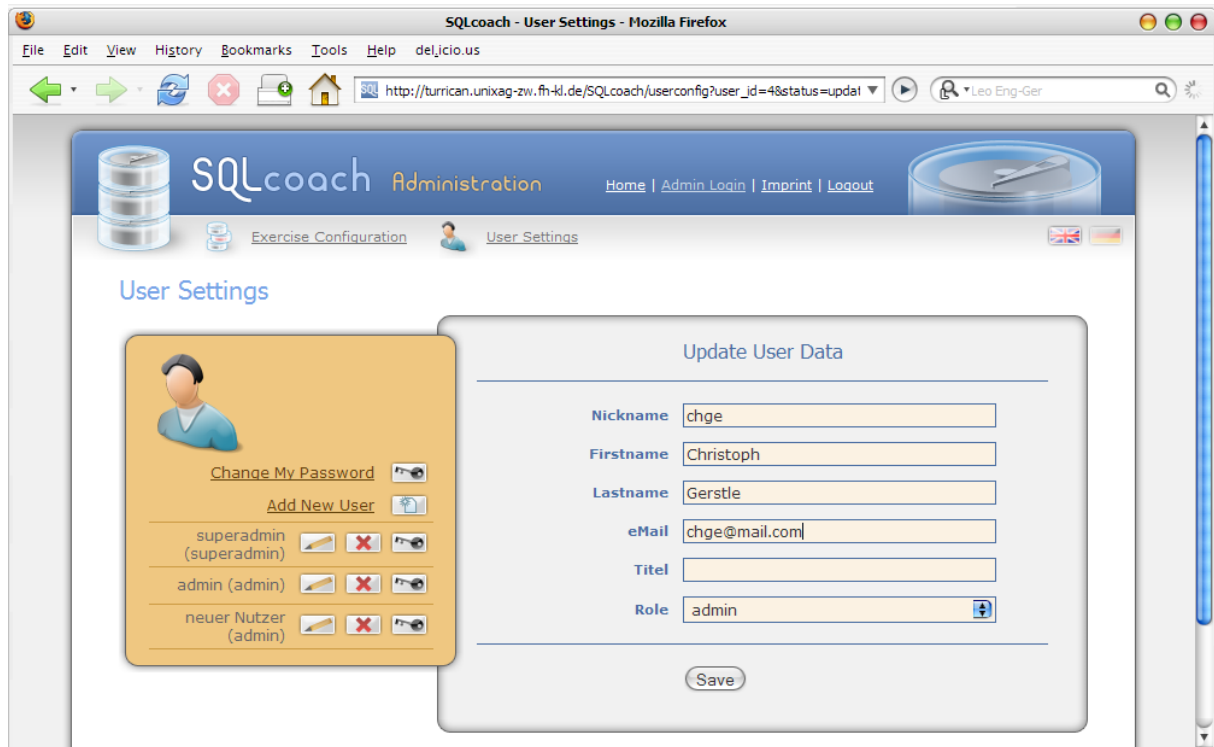 SQLcoach - User Settings - Mozilla Firefox
File Edit View History Bookmarks Tools Help del.icio.us
SQL http://turrican.unixag-zw.fh-kl.de/SQLcoach/userconfig?user_id=4&status=updat Leo Eng-Ger
SQLcoach Administration Home | Admin Login | Imprint | Logout
Exercise Configuration User Settings
User Settings
Change My Password
Add New User
superadmin
(superadmin)
admin (admin)
neuer Nutzer
(admin)
Update User Data
Nickname chge
Firstname Christoph
Lastname Gerstle
eMail chge@mail.com
Titel
Role admin
Save